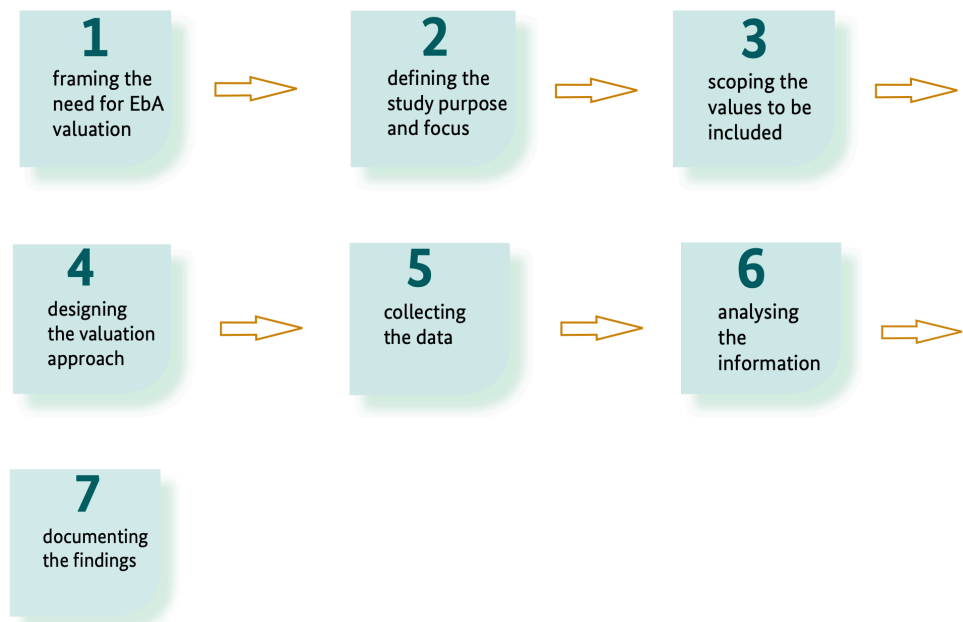 1
framing the
need for EbA
valuation
2
defining the
study purpose
and focus
3
scoping the
values to be
included
4
designing
the valuation
approach
5
collecting
the data
6
analysing
the
information
7
documenting
the findings